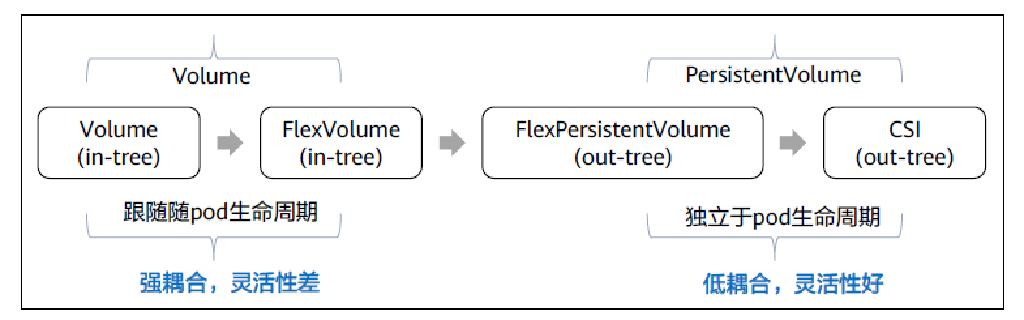 Volume
PersistentVolume
Volume
(in-tree)
FlexVolume
(in-tree)
FlexPersistentVolume
(out-tree)
CSI
(out-tree)
跟随随pod生命周期
独立于pod生命周期
强耦合，灵活性差
低耦合，灵活性好